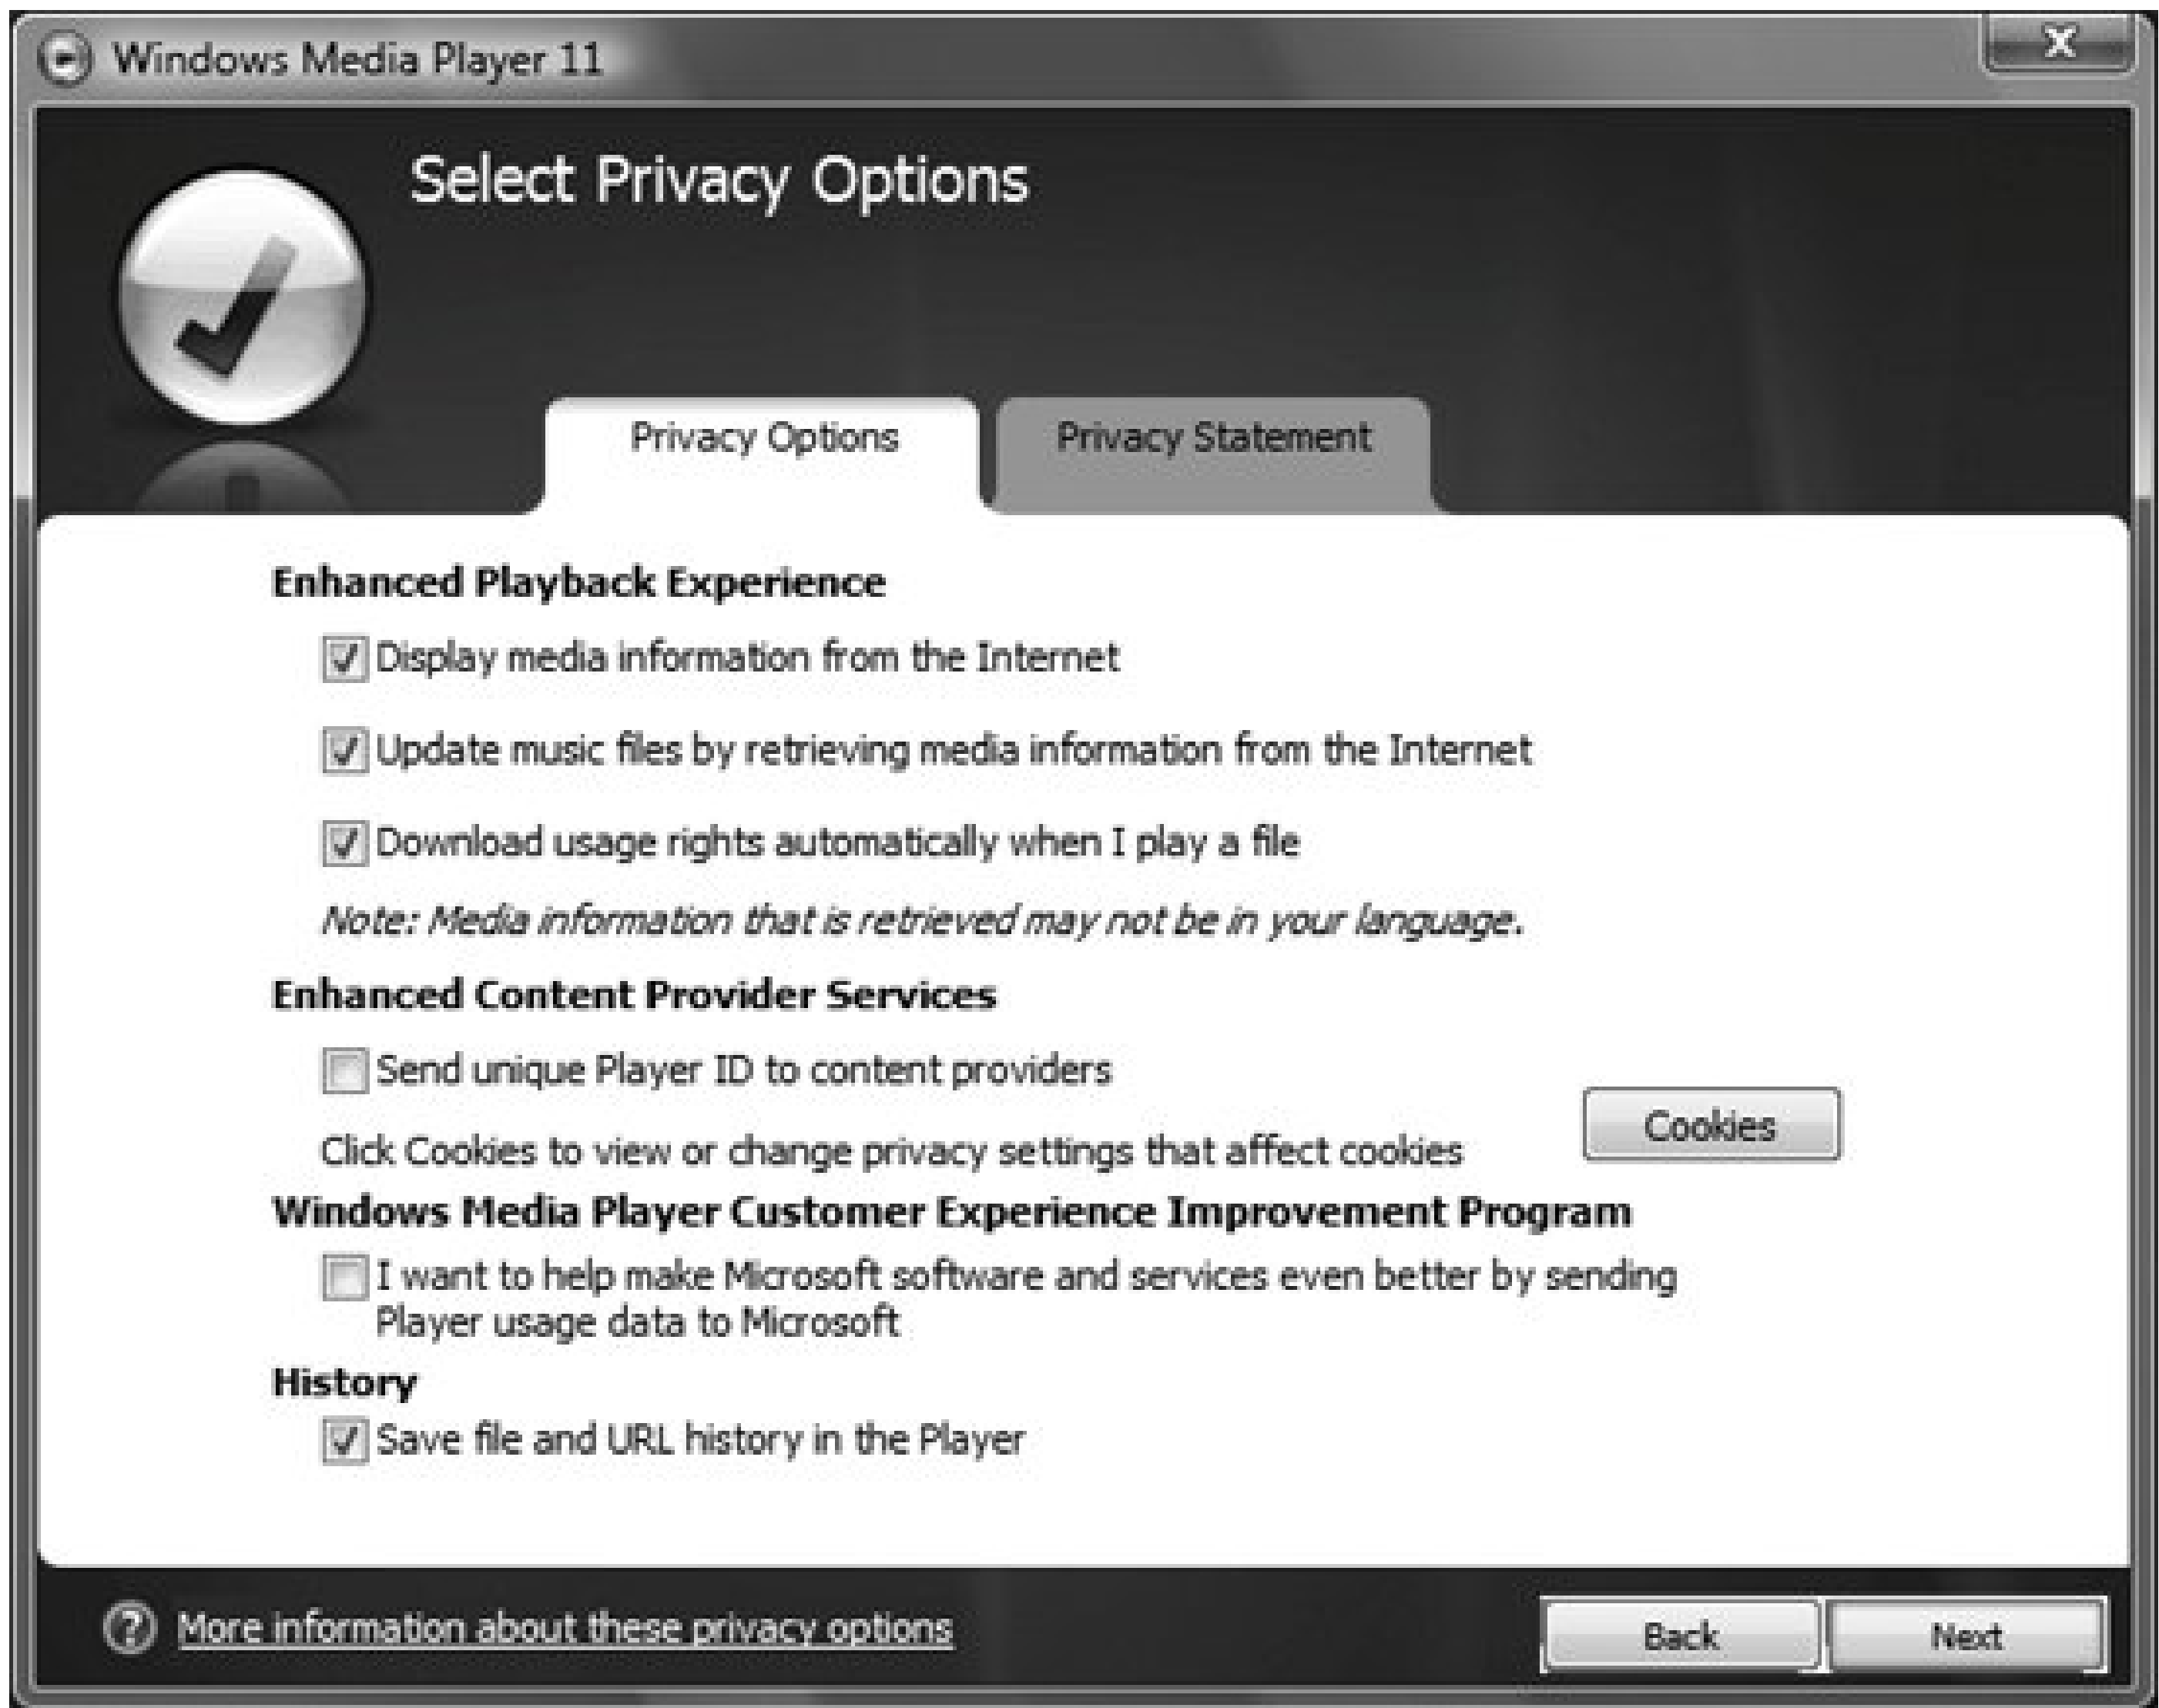 Windows Media Player 11
X
Select Privacy Options
Privacy Options
Privacy Statement
Enhanced Playback Experience
Display media information from the Internet
Update music files by retrieving media information from the Internet
Download usage rights automatically when I play a file
Note: Media information that is retrieved may not be in your language.
Enhanced Content Provider Services
Send unique Player ID to content providers
Cookies
Click Cookies to view or change privacy settings that affect cookies
Windows Media Player Customer Experience Improvement Program
I want to help make Microsoft software and services even better by sending
Player usage data to Microsoft
History
Save file and URL history in the Player
? More information about these privacy options
Back
Next